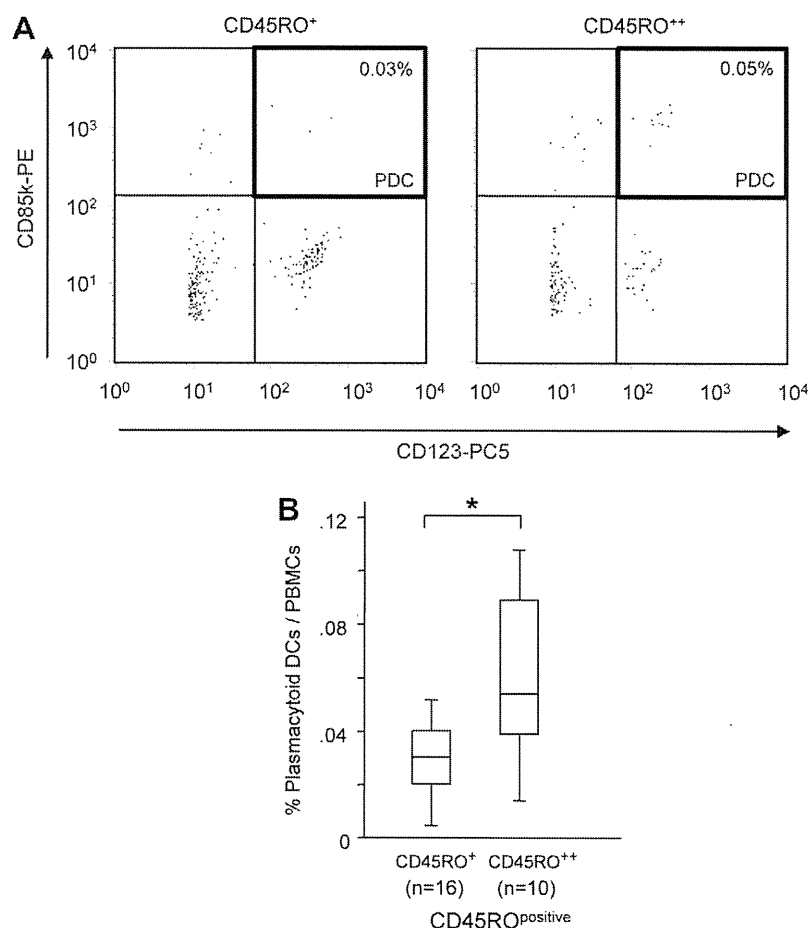 A
CD45RO⁺
CD45RO⁺⁺
10⁴
10³
10²
10¹
10⁰
CD85k-PE
0.03%
PDC
0.05%
PDC
10⁰ 10¹ 10² 10³ 10⁴
10⁰ 10¹ 10² 10³ 10⁴
CD123-PC5
B
*
% Plasmacytoid DCs / PBMCs
.12
.08
.04
0
CD45RO⁺ CD45RO⁺⁺
(n=16) (n=10)
CD45ROᵖᵒˢⁱᵗⁱᵛᵉ